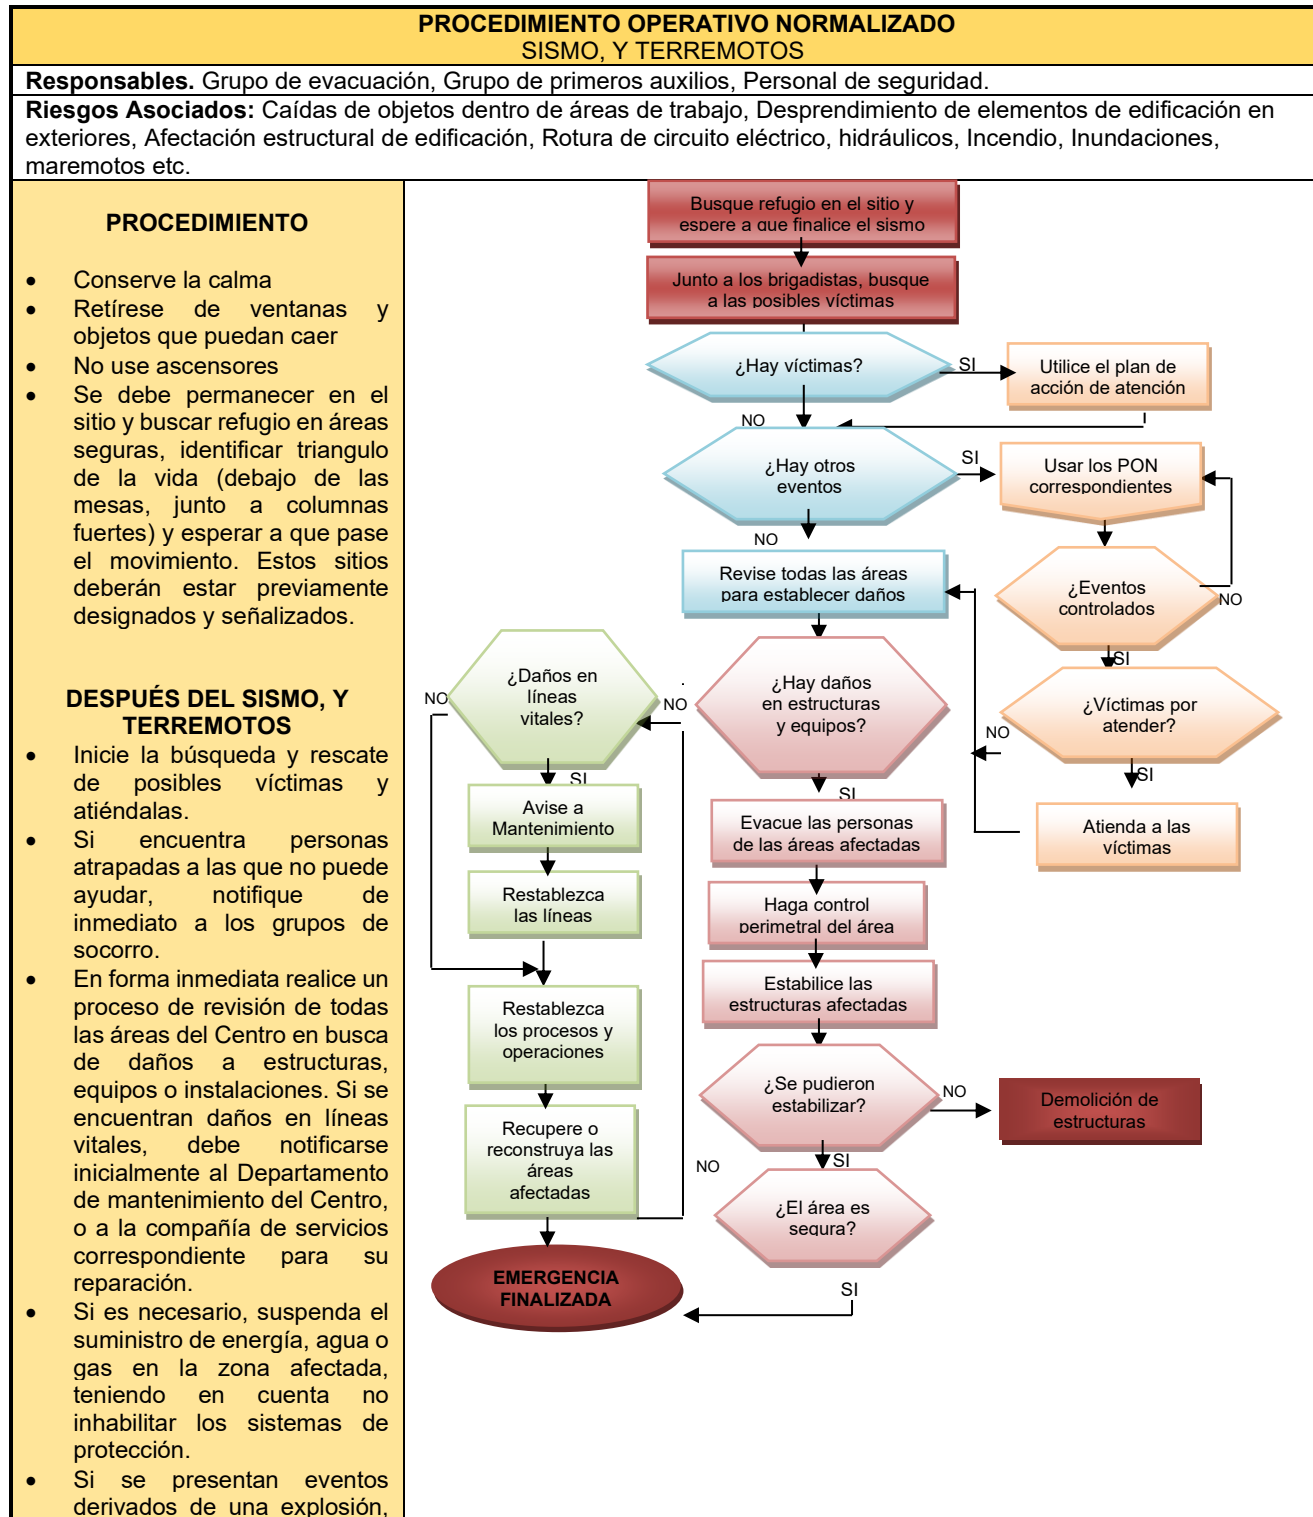 PROCEDIMIENTO OPERATIVO NORMALIZADO
SISMO, Y TERREMOTOS
Responsables. Grupo de evacuación, Grupo de primeros auxilios, Personal de seguridad.
Riesgos Asociados: Caídas de objetos dentro de áreas de trabajo, Desprendimiento de elementos de edificación en
exteriores, Afectación estructural de edificación, Rotura de circuito eléctrico, hidráulicos, Incendio, Inundaciones,
maremotos etc.
PROCEDIMIENTO
• Conserve la calma
• Retírese de ventanas y
objetos que puedan caer
• No use ascensores
• Se debe permanecer en el
sitio y buscar refugio en áreas
seguras, identificar triangulo
de la vida (debajo de las
mesas, junto a columnas
fuertes) y esperar a que pase
el movimiento. Estos sitios
deberán estar previamente
designados y señalizados.
DESPUÉS DEL SISMO, Y
TERREMOTOS
• Inicie la búsqueda y rescate
de posibles víctimas y
atiéndalas.
• Si encuentra personas
atrapadas a las que no puede
ayudar, notifique de
inmediato a los grupos de
socorro.
• En forma inmediata realice un
proceso de revisión de todas
las áreas del Centro en busca
de daños a estructuras,
equipos o instalaciones. Si se
encuentran daños en líneas
vitales, debe notificarse
inicialmente al Departamento
de mantenimiento del Centro,
o a la compañía de servicios
correspondiente para su
reparación.
• Si es necesario, suspenda el
suministro de energía, agua o
gas en la zona afectada,
teniendo en cuenta no
inhabilitar los sistemas de
protección.
• Si se presentan eventos
derivados de una explosión,
Busque refugio en el sitio y
espere a que finalice el sismo
Junto a los brigadistas, busque
a las posibles víctimas
¿Hay víctimas?
SI
Utilice el plan de
acción de atención
NO
¿Hay otros
eventos
SI
Usar los PON
correspondientes
NO
Revise todas las áreas
para establecer daños
¿Eventos
controlados
NO
SI
¿Víctimas por
atender?
NO
SI
Atienda a las
víctimas
¿Hay daños
en estructuras
y equipos?
NO
SI
¿Daños en
líneas
vitales?
NO
SI
Avise a
Mantenimiento
Restablezca
las líneas
Restablezca
los procesos y
operaciones
Recupere o
reconstruya las
áreas
afectadas
EMERGENCIA
FINALIZADA
Evacue las personas
de las áreas afectadas
Haga control
perimetral del área
Estabilice las
estructuras afectadas
¿Se pudieron
estabilizar?
NO
Demolición de
estructuras
SI
NO
¿El área es
segura?
SI